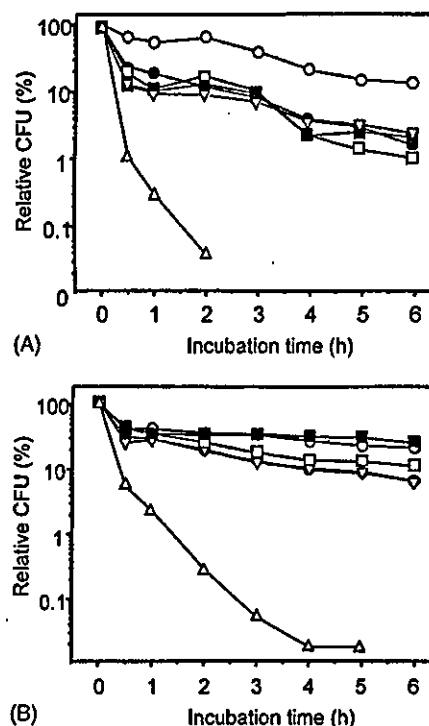 Relative CFU (%)
100
10
1
0.1
0
0 1 2 3 4 5 6
(A)
Incubation time (h)
Relative CFU (%)
100
10
1
0.1
0 1 2 3 4 5 6
(B)
Incubation time (h)